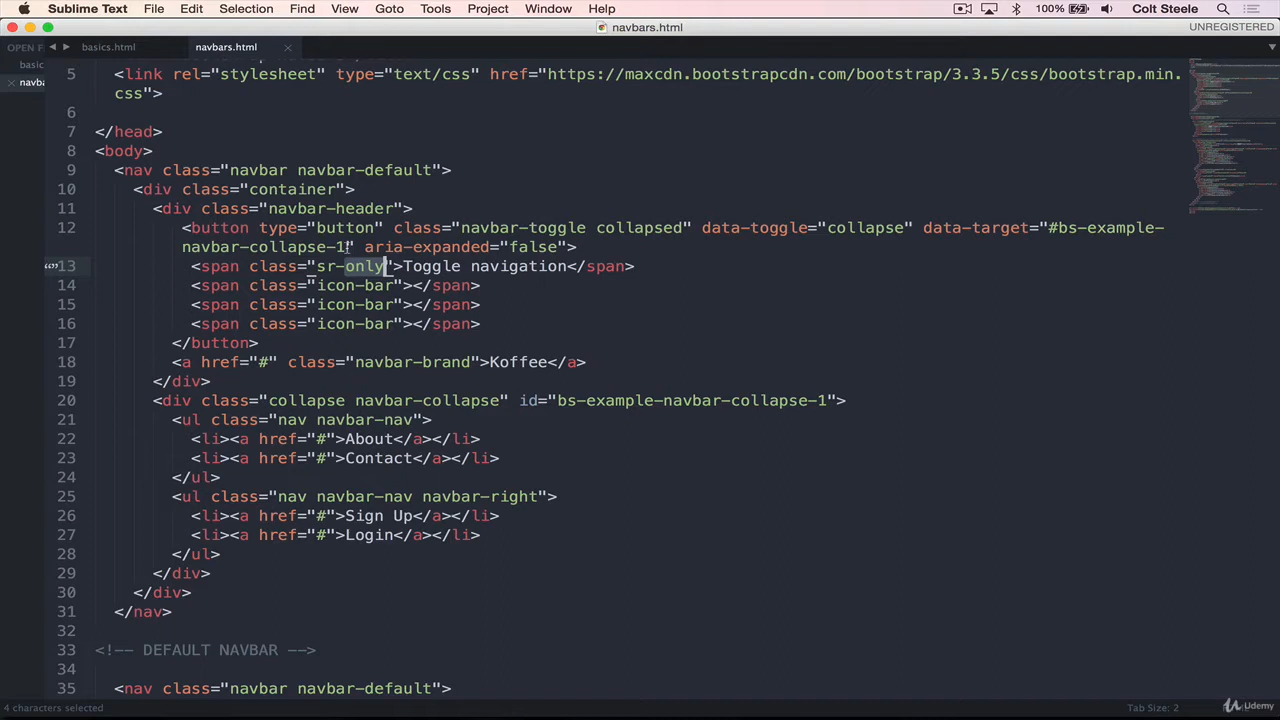 Sublime Text File Edit Selection Find View Goto Tools Project Window Help 100% Colt Steele
navbars.html UNREGISTERED
OPEN F basics.html navbars.html
basic
navba
5 <link rel="stylesheet" type="text/css" href="https://maxcdn.bootstrapcdn.com/bootstrap/3.3.5/css/bootstrap.min.
css">
6
7 </head>
8 <body>
9 <nav class="navbar navbar-default">
10 <div class="container">
11 <div class="navbar-header">
12 <button type="button" class="navbar-toggle collapsed" data-toggle="collapse" data-target="#bs-example-
navbar-collapse-1" aria-expanded="false">
13 <span class="sr-only">Toggle navigation</span>
14 <span class="icon-bar"></span>
15 <span class="icon-bar"></span>
16 <span class="icon-bar"></span>
17 </button>
18 <a href="#" class="navbar-brand">Koffee</a>
19 </div>
20 <div class="collapse navbar-collapse" id="bs-example-navbar-collapse-1">
21 <ul class="nav navbar-nav">
22 <li><a href="#">About</a></li>
23 <li><a href="#">Contact</a></li>
24 </ul>
25 <ul class="nav navbar-nav navbar-right">
26 <li><a href="#">Sign Up</a></li>
27 <li><a href="#">Login</a></li>
28 </ul>
29 </div>
30 </div>
31 </nav>
32
33 <!-- DEFAULT NAVBAR -->
34
35 <nav class="navbar navbar-default">
4 characters selected Tab Size: 2 Udemy